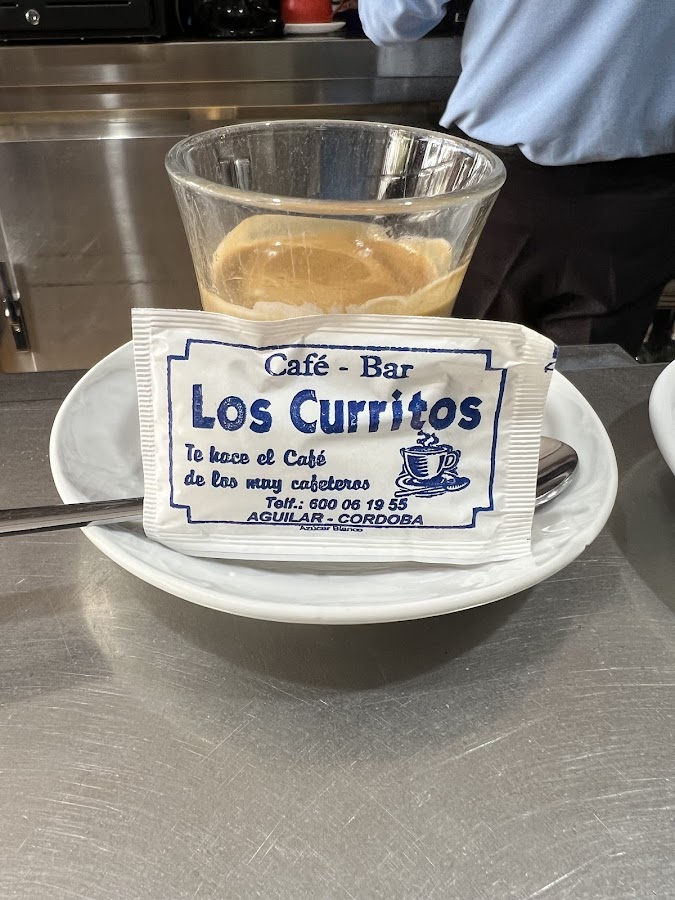 Café - Bar
Los Curritos
Te hace el Café
de los muy cafeteros
Telf.: 600 06 19 55
AGUILAR - CORDOBA
Azúcar Blanco